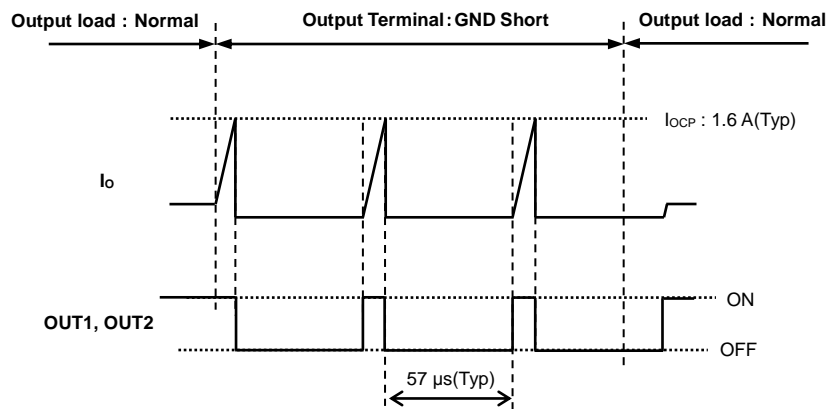 Output load : Normal
Output Terminal : GND Short
Output load : Normal
IOCP : 1.6 A(Typ)
IO
OUT1, OUT2
ON
OFF
57 µs(Typ)